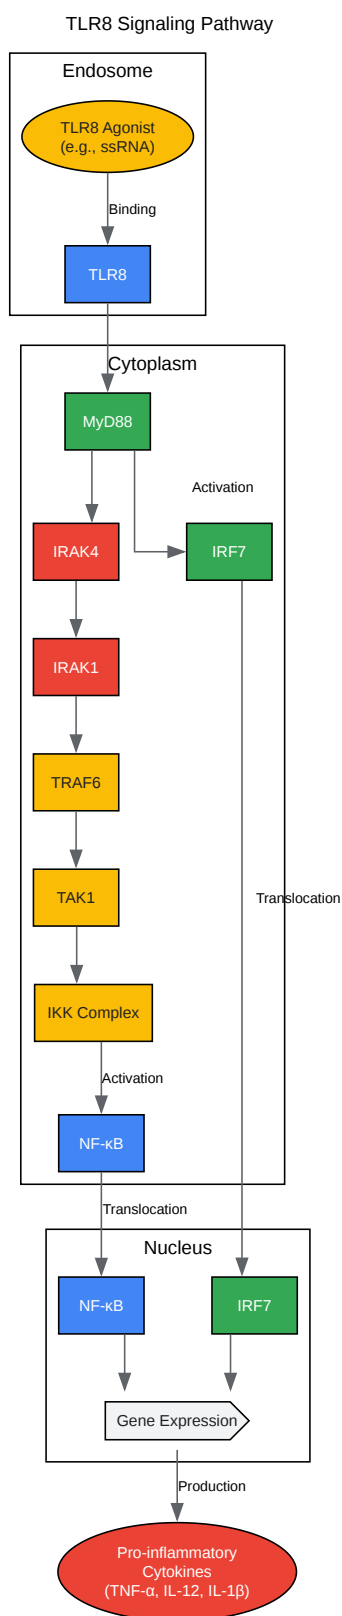 TLR8 Signaling Pathway
Endosome
TLR8 Agonist
(e.g., ssRNA)
Binding
TLR8
Cytoplasm
MyD88
Activation
IRAK4
IRF7
IRAK1
TRAF6
TAK1
Translocation
IKK Complex
Activation
NF-κB
Translocation
Nucleus
NF-κB
IRF7
Gene Expression
Production
Pro-inflammatory
Cytokines
(TNF-α, IL-12, IL-1β)